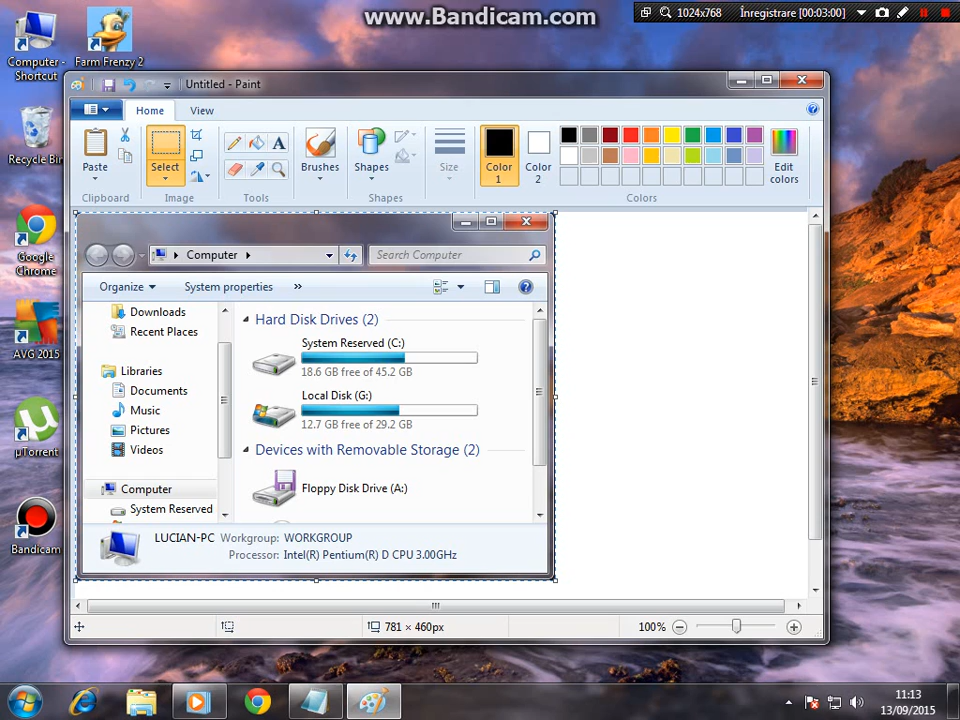 www.Bandicam.com
1024x768 Înregistrare [00:03:00]
Computer - Shortcut
Farm Frenzy 2
Recycle Bin
Google Chrome
AVG 2015
µTorrent
Bandicam
Untitled - Paint
Home View
Paste
Select
Brushes
Shapes
Size
Color 1
Color 2
Edit colors
Clipboard Image Tools Shapes Colors
Computer
Search Computer
Organize System properties »
Downloads
Recent Places
Libraries
Documents
Music
Pictures
Videos
Computer
System Reserved
Hard Disk Drives (2)
System Reserved (C:)
18.6 GB free of 45.2 GB
Local Disk (G:)
12.7 GB free of 29.2 GB
Devices with Removable Storage (2)
Floppy Disk Drive (A:)
LUCIAN-PC Workgroup: WORKGROUP
Processor: Intel(R) Pentium(R) D CPU 3.00GHz
781 × 460px
100%
11:13
13/09/2015